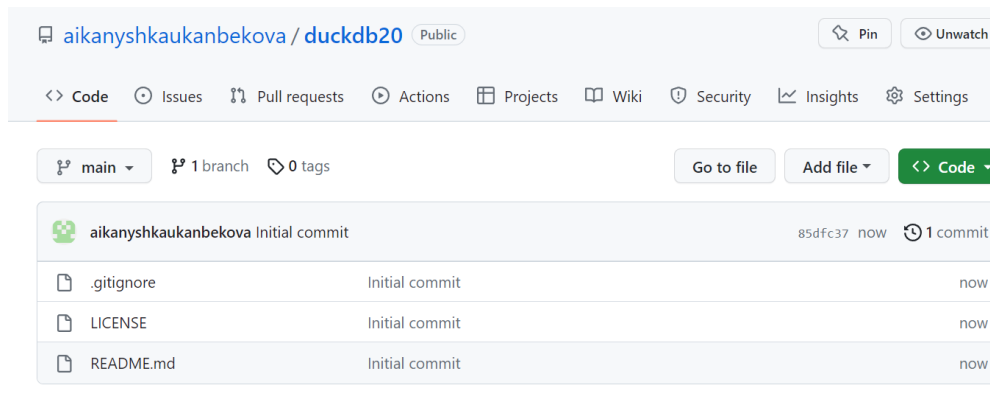 aikanyshkaukanbekova / duckdb20 Public Pin Unwatch
<> Code Issues Pull requests Actions Projects Wiki Security Insights Settings
main 1 branch 0 tags Go to file Add file <> Code
aikanyshkaukanbekova Initial commit 85dfc37 now 1 commit
.gitignore Initial commit now
LICENSE Initial commit now
README.md Initial commit now